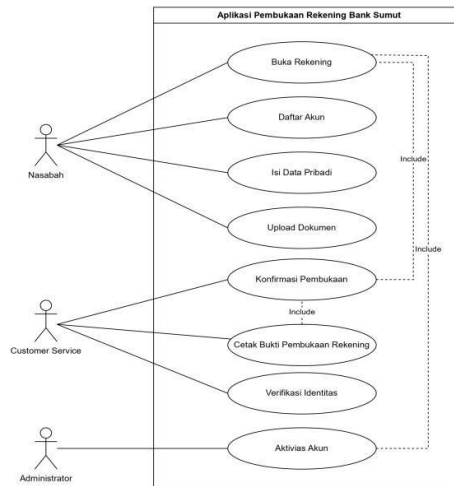 Aplikasi Pembukaan Rekening Bank Sumut
Buka Rekening
Daftar Akun
Nasabah
Include
Isi Data Pribadi
Upload Dokumen
Include
Konfirmasi Pembukaan
Include
Customer Service
Cetak Bukti Pembukaan Rekening
Verifikasi Identitas
Aktivias Akun
Administrator